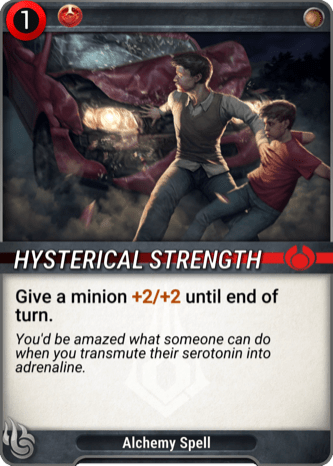 1
HYSTERICAL STRENGTH
Give a minion +2/+2 until end of
turn.
You'd be amazed what someone can do
when you transmute their serotonin into
adrenaline.
Alchemy Spell